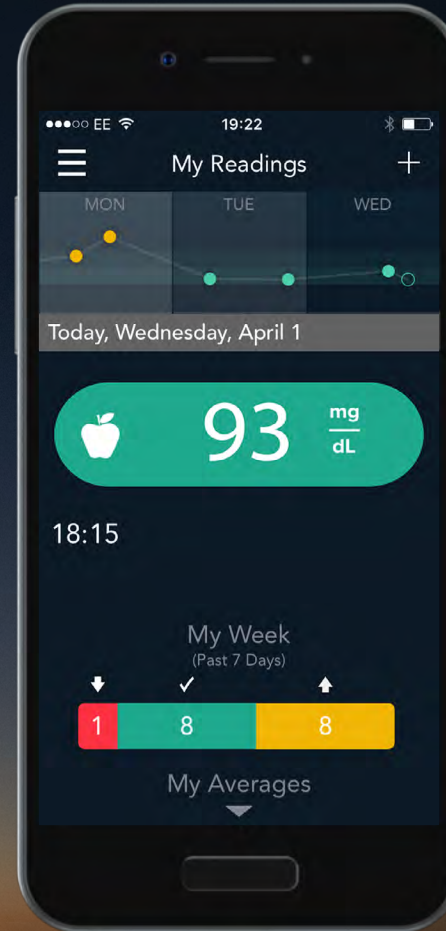 EE 19:22
My Readings
MON TUE WED
Today, Wednesday, April 1
93 mg
dL
18:15
My Week
(Past 7 Days)
1 8 8
My Averages